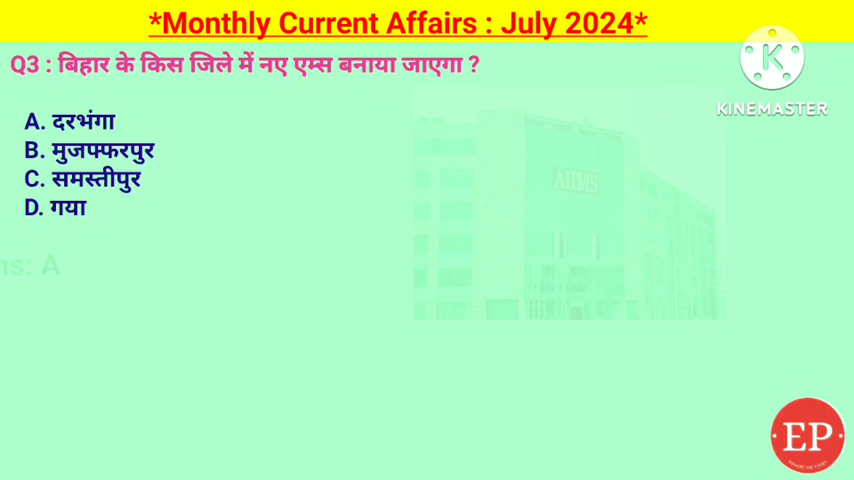 *Monthly Current Affairs : July 2024*
Q3 : बिहार के किस जिले में नए एम्स बनाया जाएगा ?
KINEMASTER
A. दरभंगा
B. मुजफ्फरपुर
C. समस्तीपुर
D. गया
AIIMS
ns: A
EP